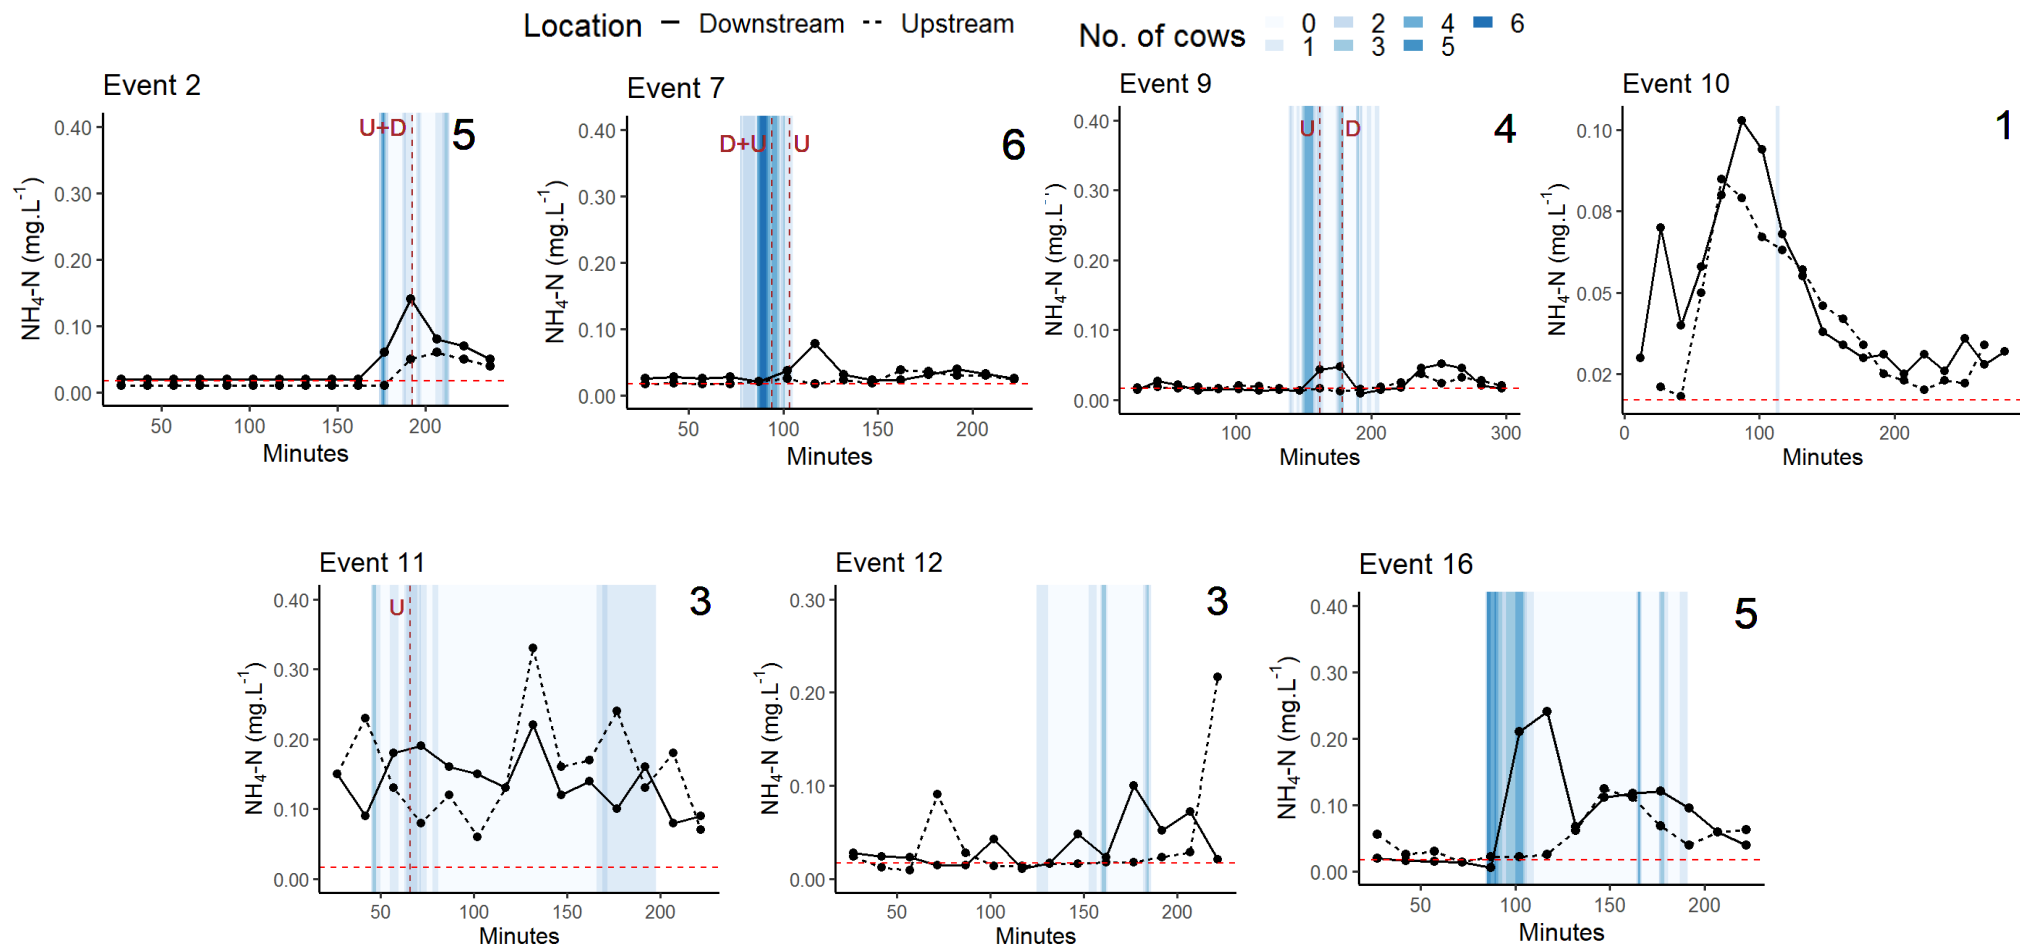 Location Downstream Upstream
No. of cows 0 2 4 6
1 3 5
Event 2
Event 7
Event 9
Event 10
U+D
5
D+U U
6
U D
4
1
NH4-N (mg.L-1)
0.40
0.30
0.20
0.10
0.00
50 100 150 200
Minutes
NH4-N (mg.L-1)
0.40
0.30
0.20
0.10
0.00
50 100 150 200
Minutes
NH4-N (mg.L-1)
0.40
0.30
0.20
0.10
0.00
100 200 300
Minutes
NH4-N (mg.L-1)
0.10
0.08
0.05
0.02
0 100 200
Minutes
Event 11
U
3
NH4-N (mg.L-1)
0.40
0.30
0.20
0.10
0.00
50 100 150 200
Minutes
Event 12
3
NH4-N (mg.L-1)
0.30
0.20
0.10
0.00
50 100 150 200
Minutes
Event 16
5
NH4-N (mg.L-1)
0.40
0.30
0.20
0.10
0.00
50 100 150 200
Minutes